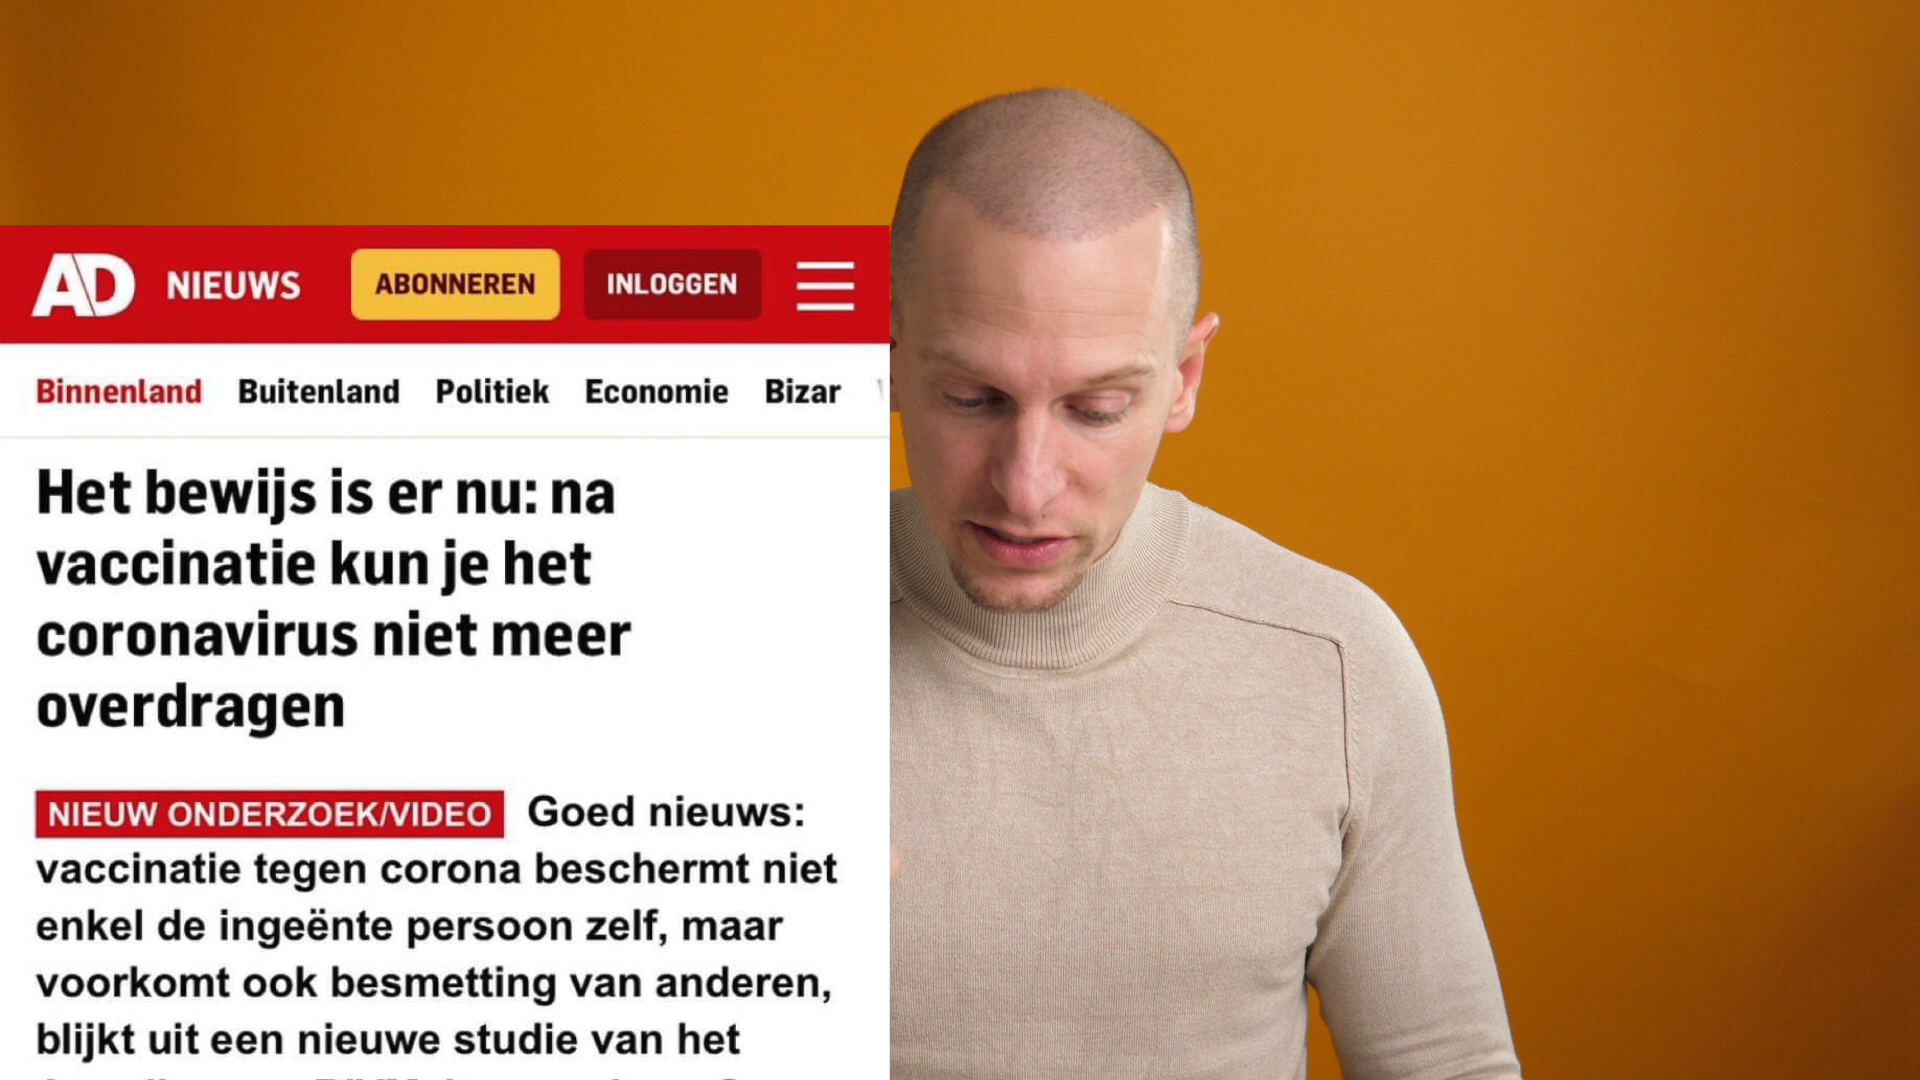 AD NIEUWS ABONNEREN INLOGGEN
Binnenland Buitenland Politiek Economie Bizar
Het bewijs is er nu: na
vaccinatie kun je het
coronavirus niet meer
overdragen
NIEUW ONDERZOEK/VIDEO Goed nieuws:
vaccinatie tegen corona beschermt niet
enkel de ingeënte persoon zelf, maar
voorkomt ook besmetting van anderen,
blijkt uit een nieuwe studie van het